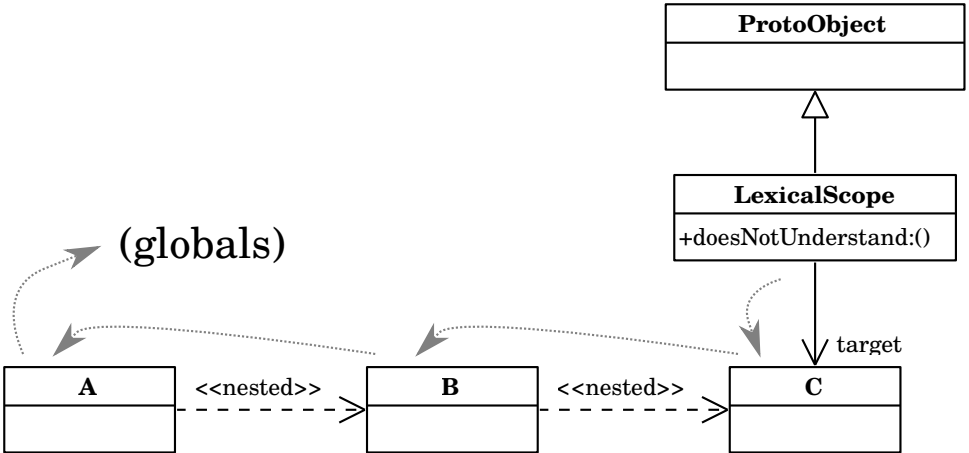 ProtoObject
LexicalScope
+doesNotUnderstand:()
(globals)
target
A
<<nested>>
B
<<nested>>
C